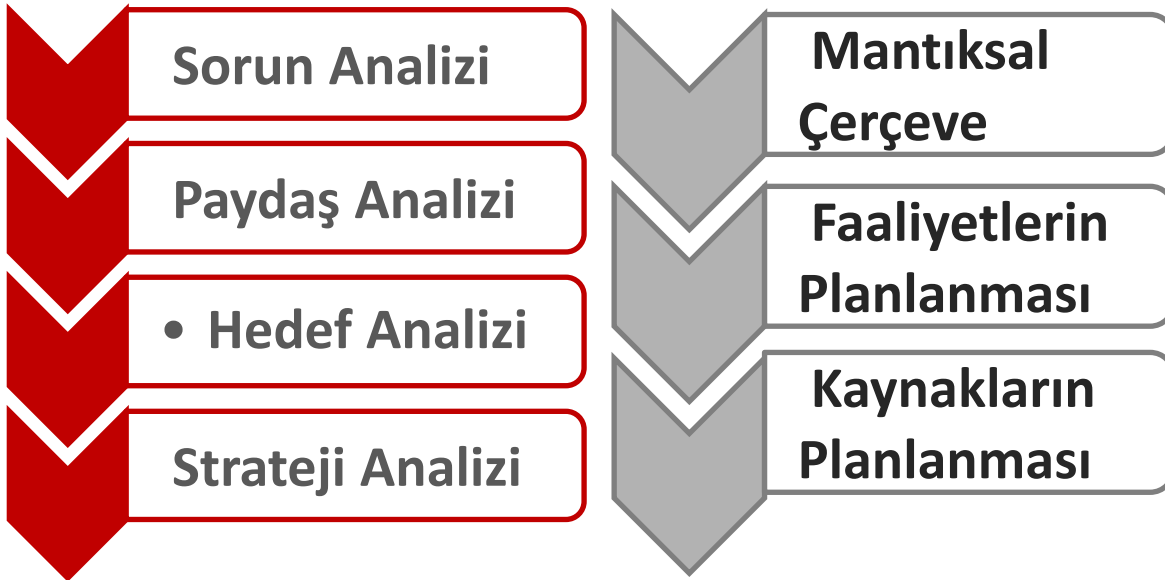 Sorun Analizi
Paydaş Analizi
• Hedef Analizi
Strateji Analizi
Mantıksal
Çerçeve
Faaliyetlerin
Planlanması
Kaynakların
Planlanması